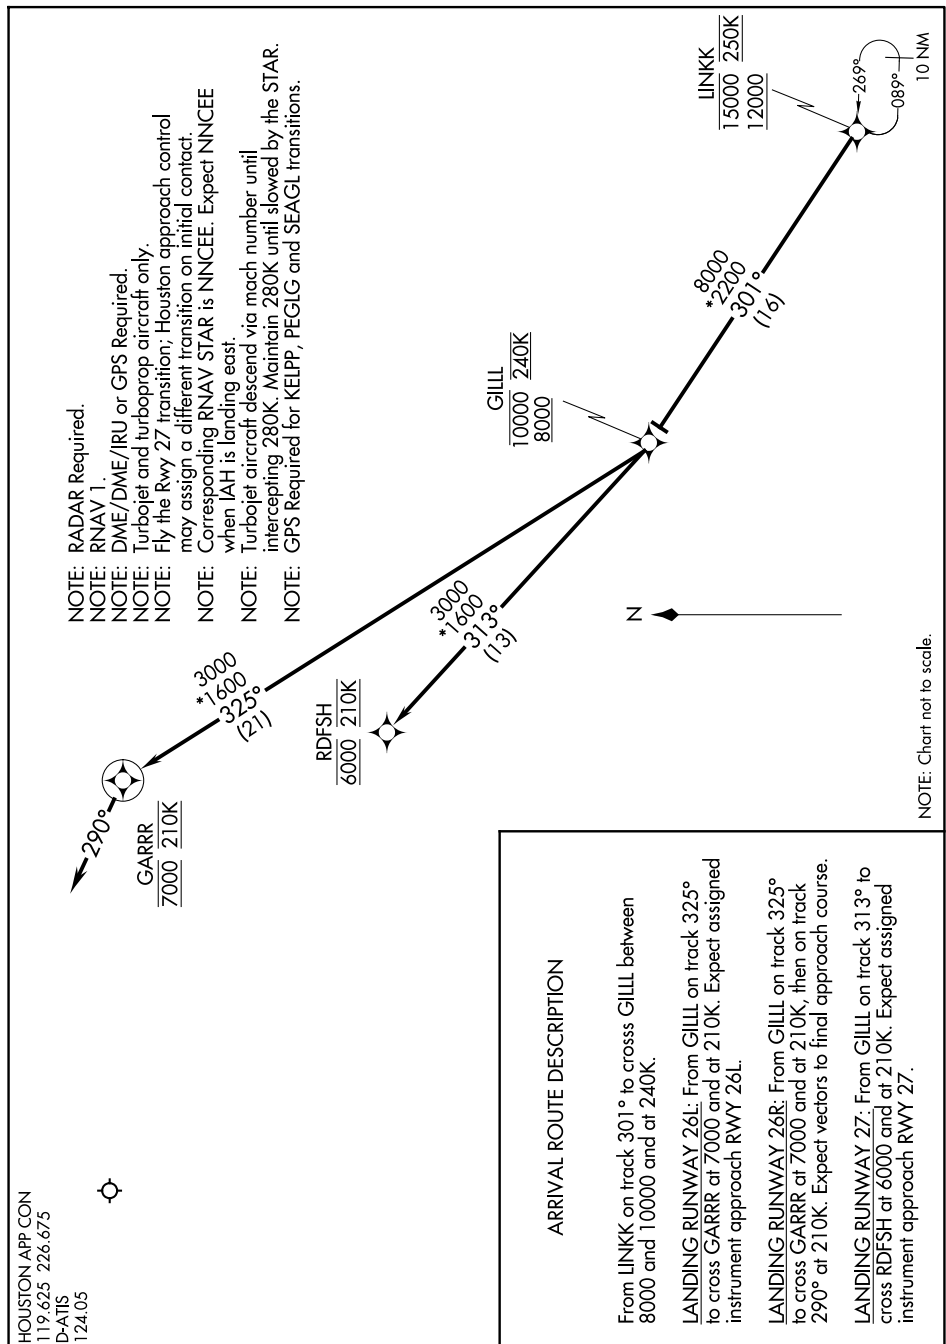 HOUSTON APP CON
119.625 226.675
D-ATIS
124.05
NOTE: RADAR Required.
NOTE: RNAV 1.
NOTE: DME/DME/IRU or GPS Required.
NOTE: Turbojet and turboprop aircraft only.
NOTE: Fly the Rwy 27 transition; Houston approach control
may assign a different transition on initial contact.
NOTE: Corresponding RNAV STAR is NNCEE. Expect NNCEE
when IAH is landing east.
NOTE: Turbojet aircraft descend via mach number until
intercepting 280K. Maintain 280K until slowed by the STAR.
NOTE: GPS Required for KELPP, PEGLG and SEAGL transitions.
290°
GARRR
7000 210K
3000
*1600
325°
(21)
RDFSH
6000 210K
3000
*1600
313°
(13)
GILLL
10000 240K
8000
8000
*2200
301°
(16)
LINKK
15000 250K
12000
269°
089°
10 NM
N
NOTE: Chart not to scale.
ARRIVAL ROUTE DESCRIPTION
From LINKK on track 301° to crosss GILLL between
8000 and 10000 and at 240K.
LANDING RUNWAY 26L: From GILLL on track 325°
to cross GARRR at 7000 and at 210K. Expect assigned
instrument approach RWY 26L.
LANDING RUNWAY 26R: From GILLL on track 325°
to cross GARRR at 7000 and at 210K, then on track
290° at 210K. Expect vectors to final approach course.
LANDING RUNWAY 27: From GILLL on track 313° to
cross RDFSH at 6000 and at 210K. Expect assigned
instrument approach RWY 27.